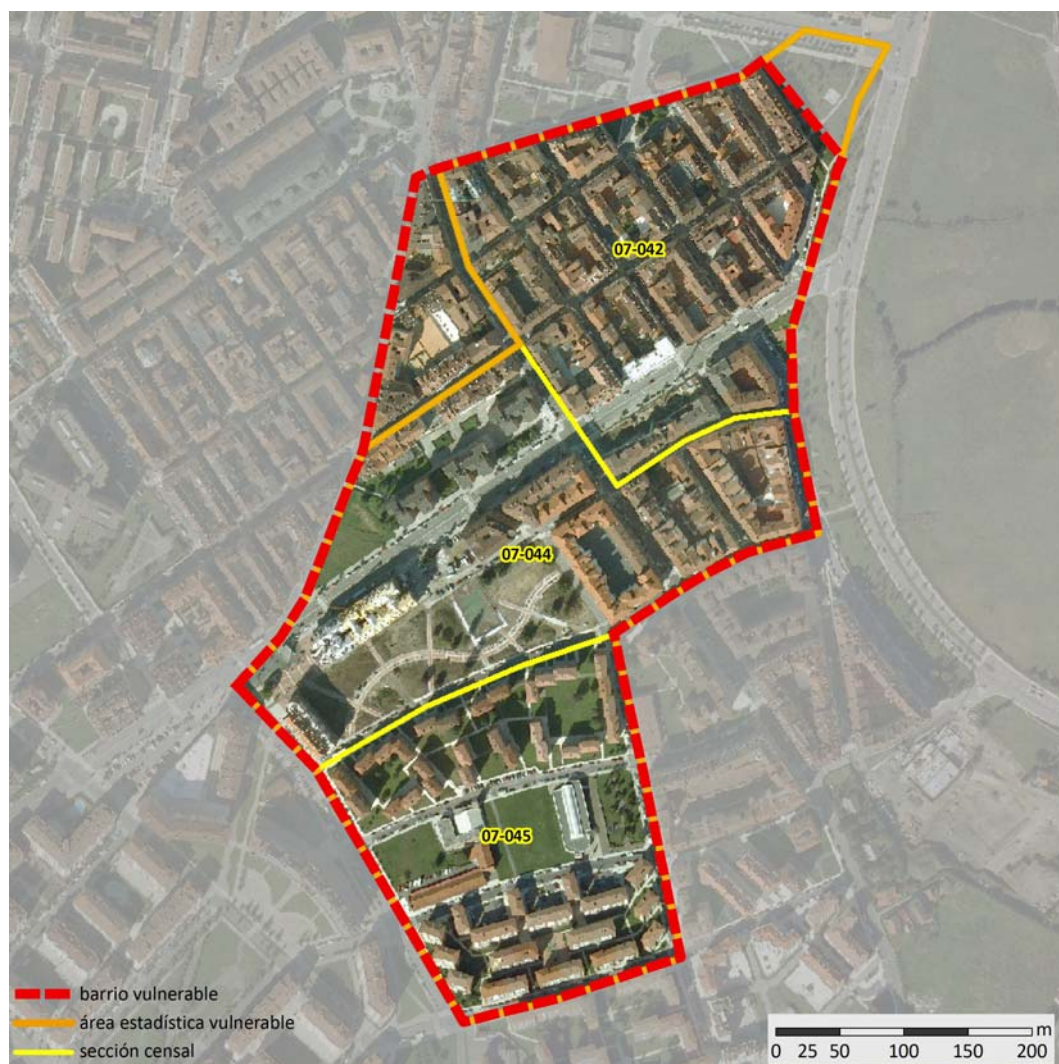 07-042
07-044
07-045
barrio vulnerable
área estadística vulnerable
sección censal
m
0 25 50 100 150 200